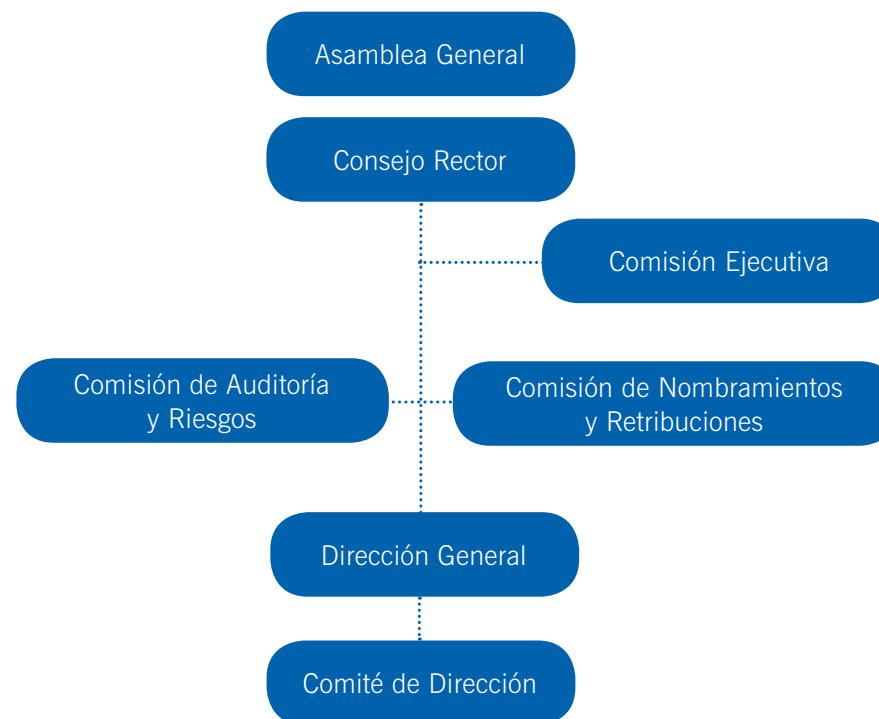 Asamblea General
Consejo Rector
Comisión Ejecutiva
Comisión de Auditoría
y Riesgos
Comisión de Nombramientos
y Retribuciones
Dirección General
Comité de Dirección